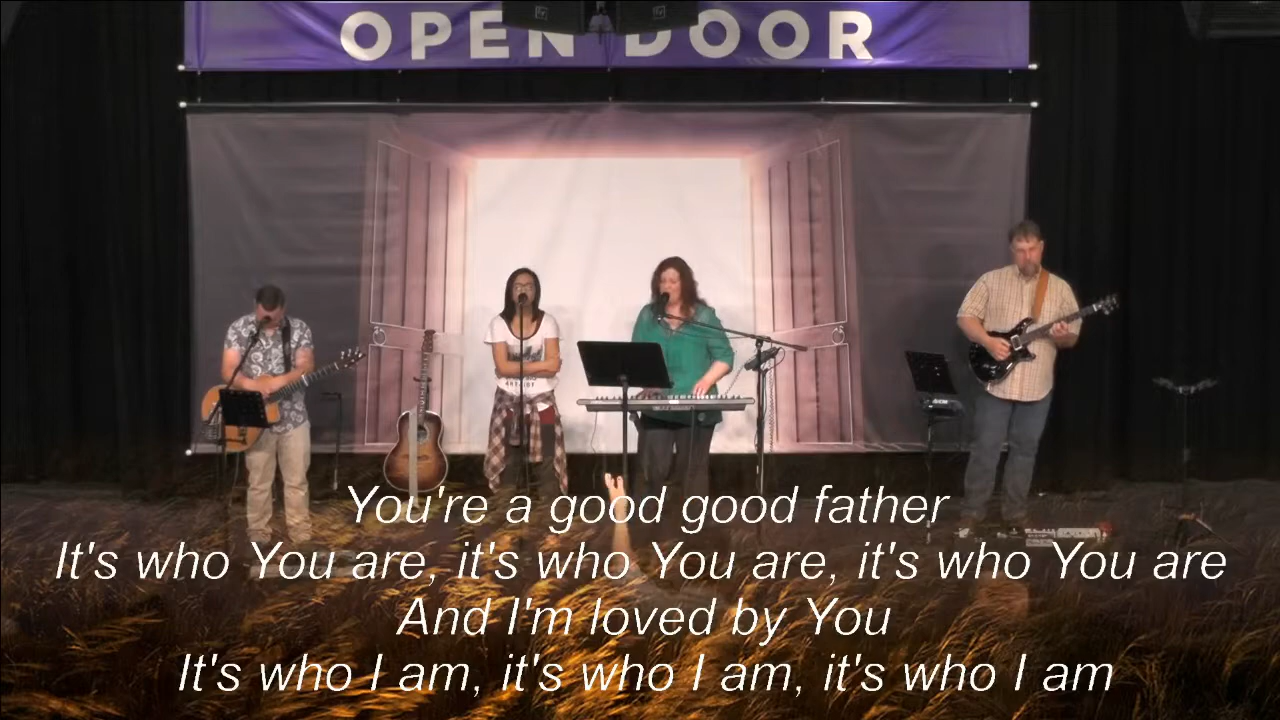 OPEN DOOR
You're a good good father
It's who You are, it's who You are, it's who You are
And I'm loved by You
It's who I am, it's who I am, it's who I am